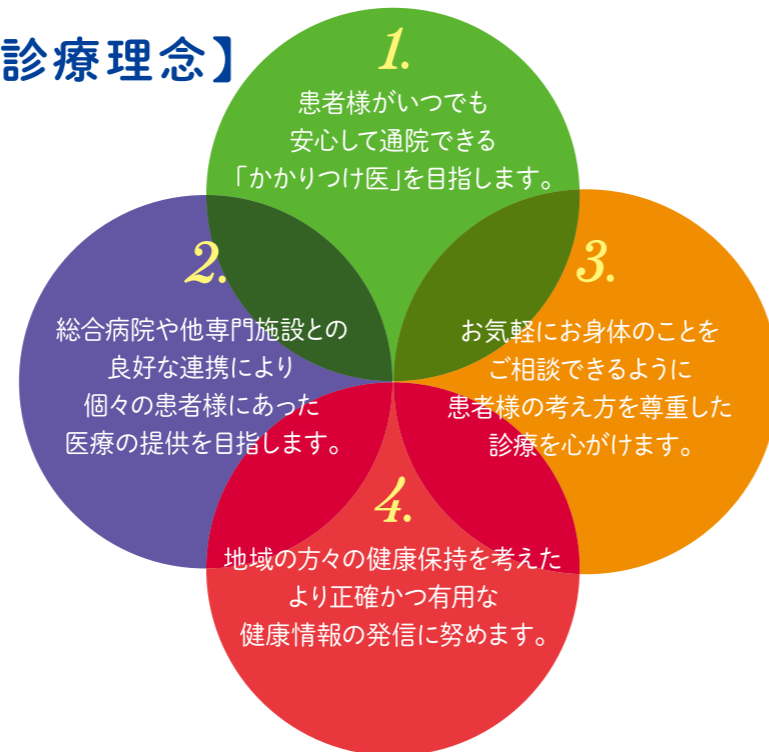 診療理念】
1.
患者様がいつでも
安心して通院できる
「かかりつけ医」を目指します。
2.
総合病院や他専門施設との
良好な連携により
個々の患者様にあった
医療の提供を目指します。
3.
お気軽にお身体のことを
ご相談できるように
患者様の考え方を尊重した
診療を心がけます。
4.
地域の方々の健康保持を考えた
より正確かつ有用な
健康情報の発信に努めます。